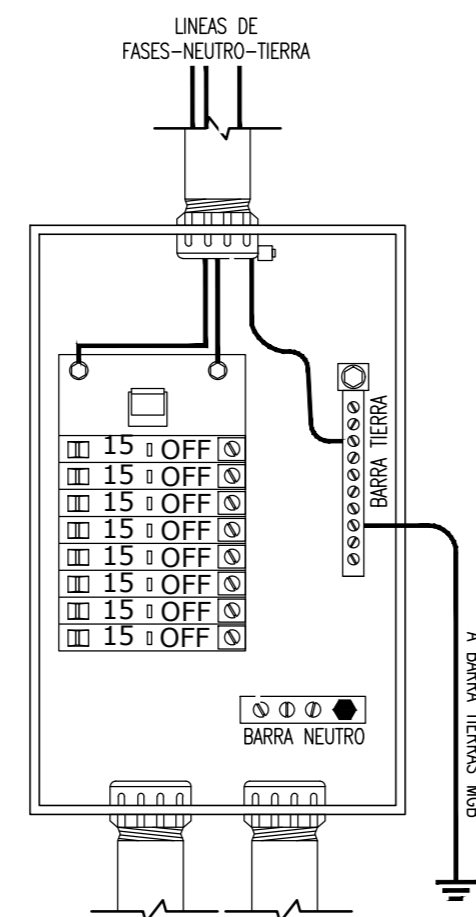 LINEAS DE
FASES-NEUTRO-TIERRA
15 OFF
15 OFF
15 OFF
15 OFF
15 OFF
15 OFF
15 OFF
15 OFF
BARRA TIERRA
BARRA NEUTRO
A BARRA TIERRAS MGB